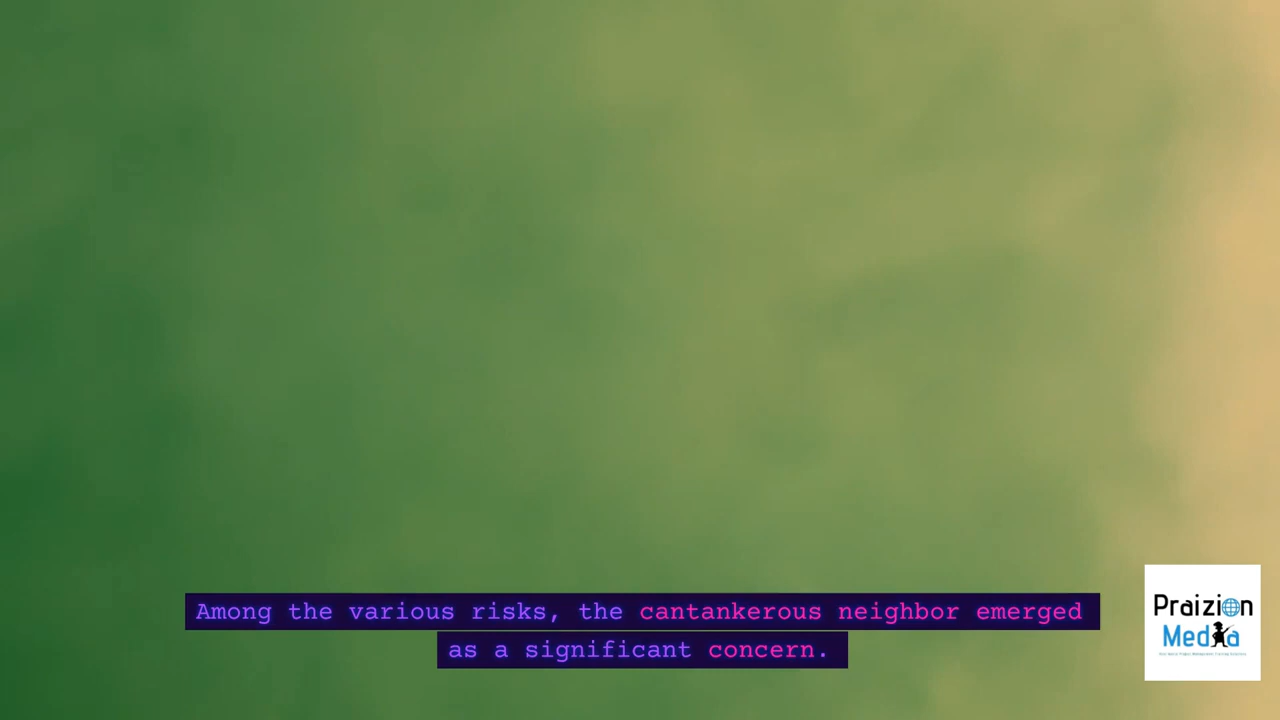 Among the various risks, the cantankerous neighbor emerged
as a significant concern.
Praizion
Media